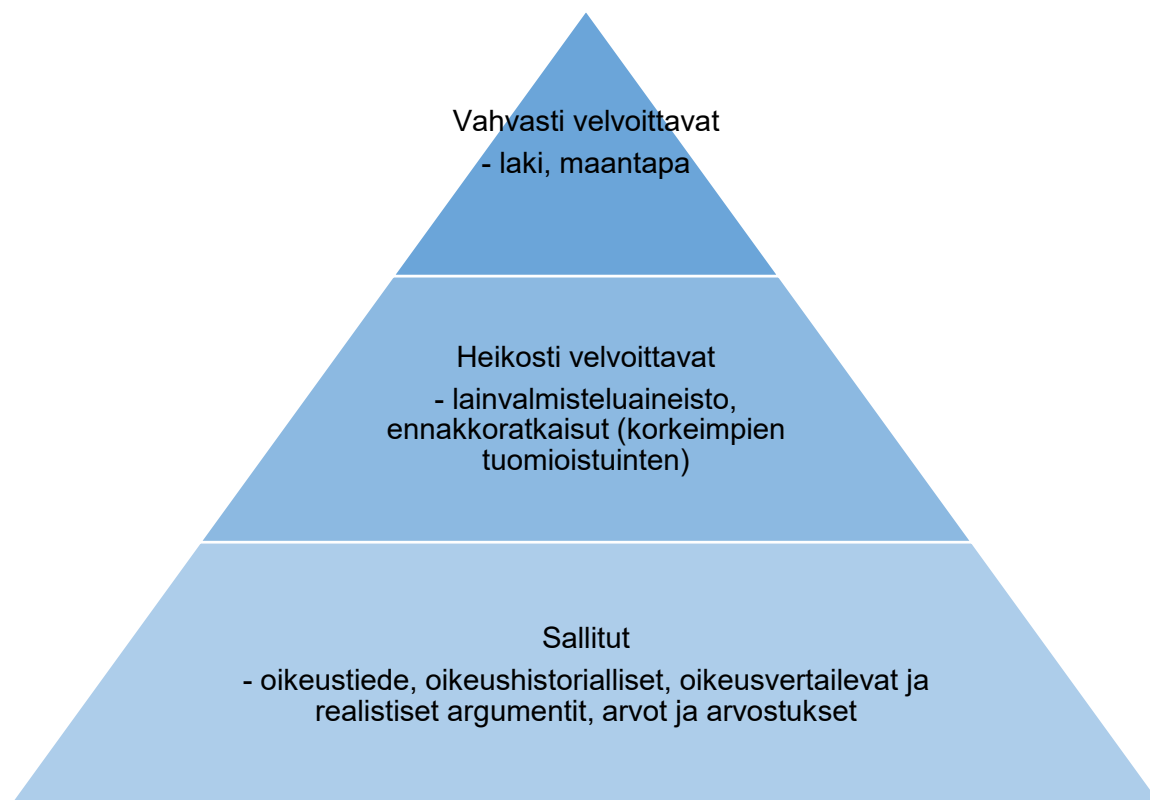 Vahvasti velvoittavat
- laki, maantapa
Heikosti velvoittavat
- lainvalmisteluaineisto,
ennakkoratkaisut (korkeimpien
tuomioistuinten)
Sallitut
- oikeustiede, oikeushistorialliset, oikeusvertailevat ja
realistiset argumentit, arvot ja arvostukset